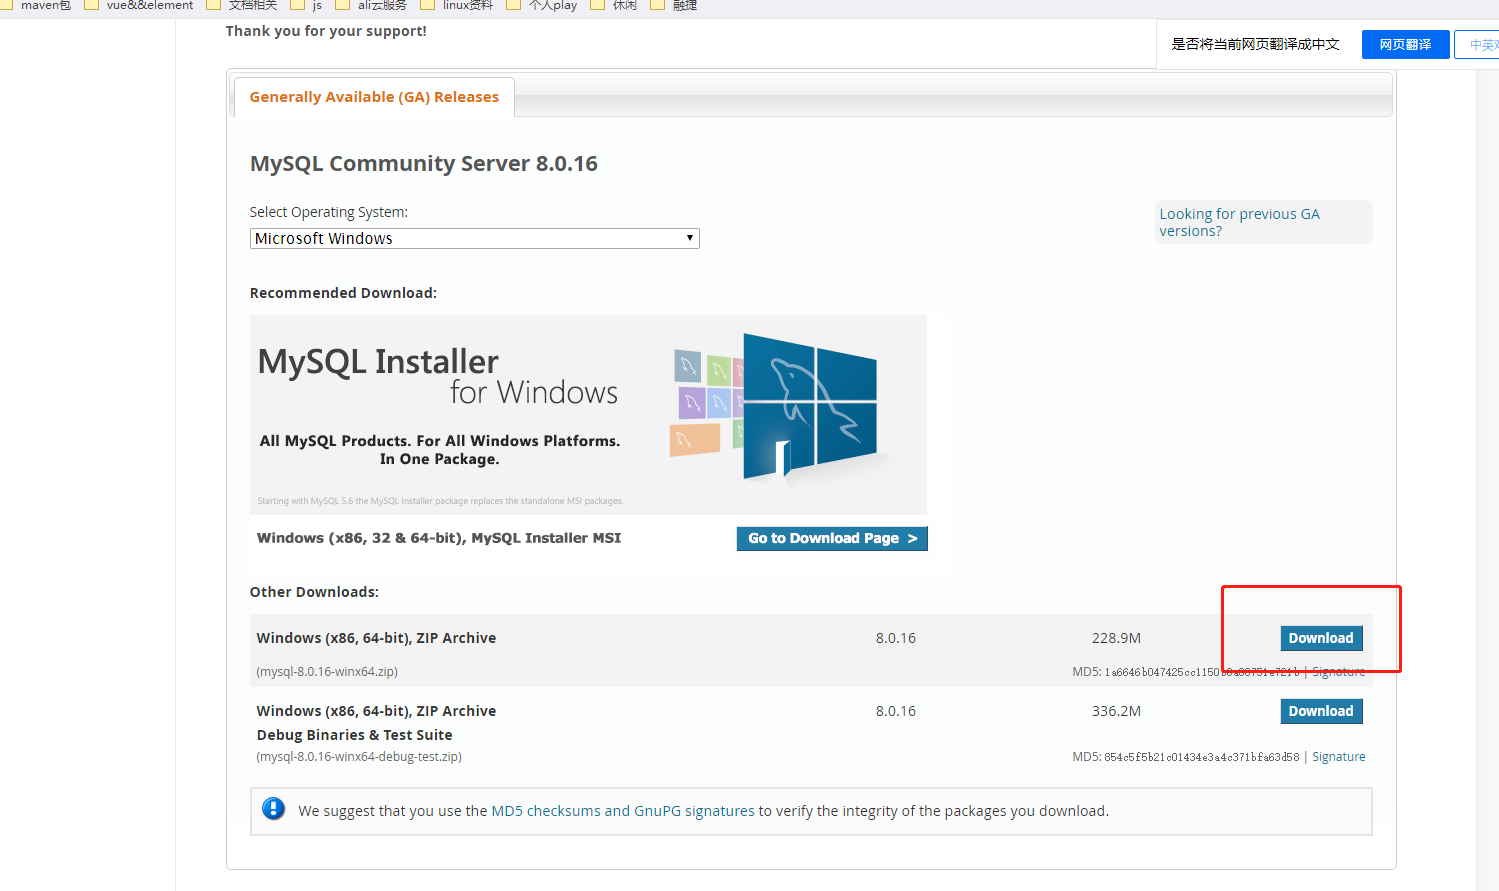 maven包 vue&&element 文档相关 js ali云服务 linux资料 个人play 休闲 融捷
Thank you for your support!
是否将当前网页翻译成中文 网页翻译 中英
Generally Available (GA) Releases
MySQL Community Server 8.0.16
Select Operating System:
Looking for previous GA
versions?
Microsoft Windows
Recommended Download:
MySQL Installer
for Windows
All MySQL Products. For All Windows Platforms.
In One Package.
Starting with MySQL 5.6 the MySQL Installer package replaces the standalone MSI packages.
Windows (x86, 32 & 64-bit), MySQL Installer MSI Go to Download Page >
Other Downloads:
Windows (x86, 64-bit), ZIP Archive 8.0.16 228.9M Download
(mysql-8.0.16-winx64.zip) MD5: | Signature
Windows (x86, 64-bit), ZIP Archive 8.0.16 336.2M Download
Debug Binaries & Test Suite
(mysql-8.0.16-winx64-debug-test.zip) MD5: 854c5f5b21c01434e3a4c371bfa63d58 | Signature
We suggest that you use the MD5 checksums and GnuPG signatures to verify the integrity of the packages you download.